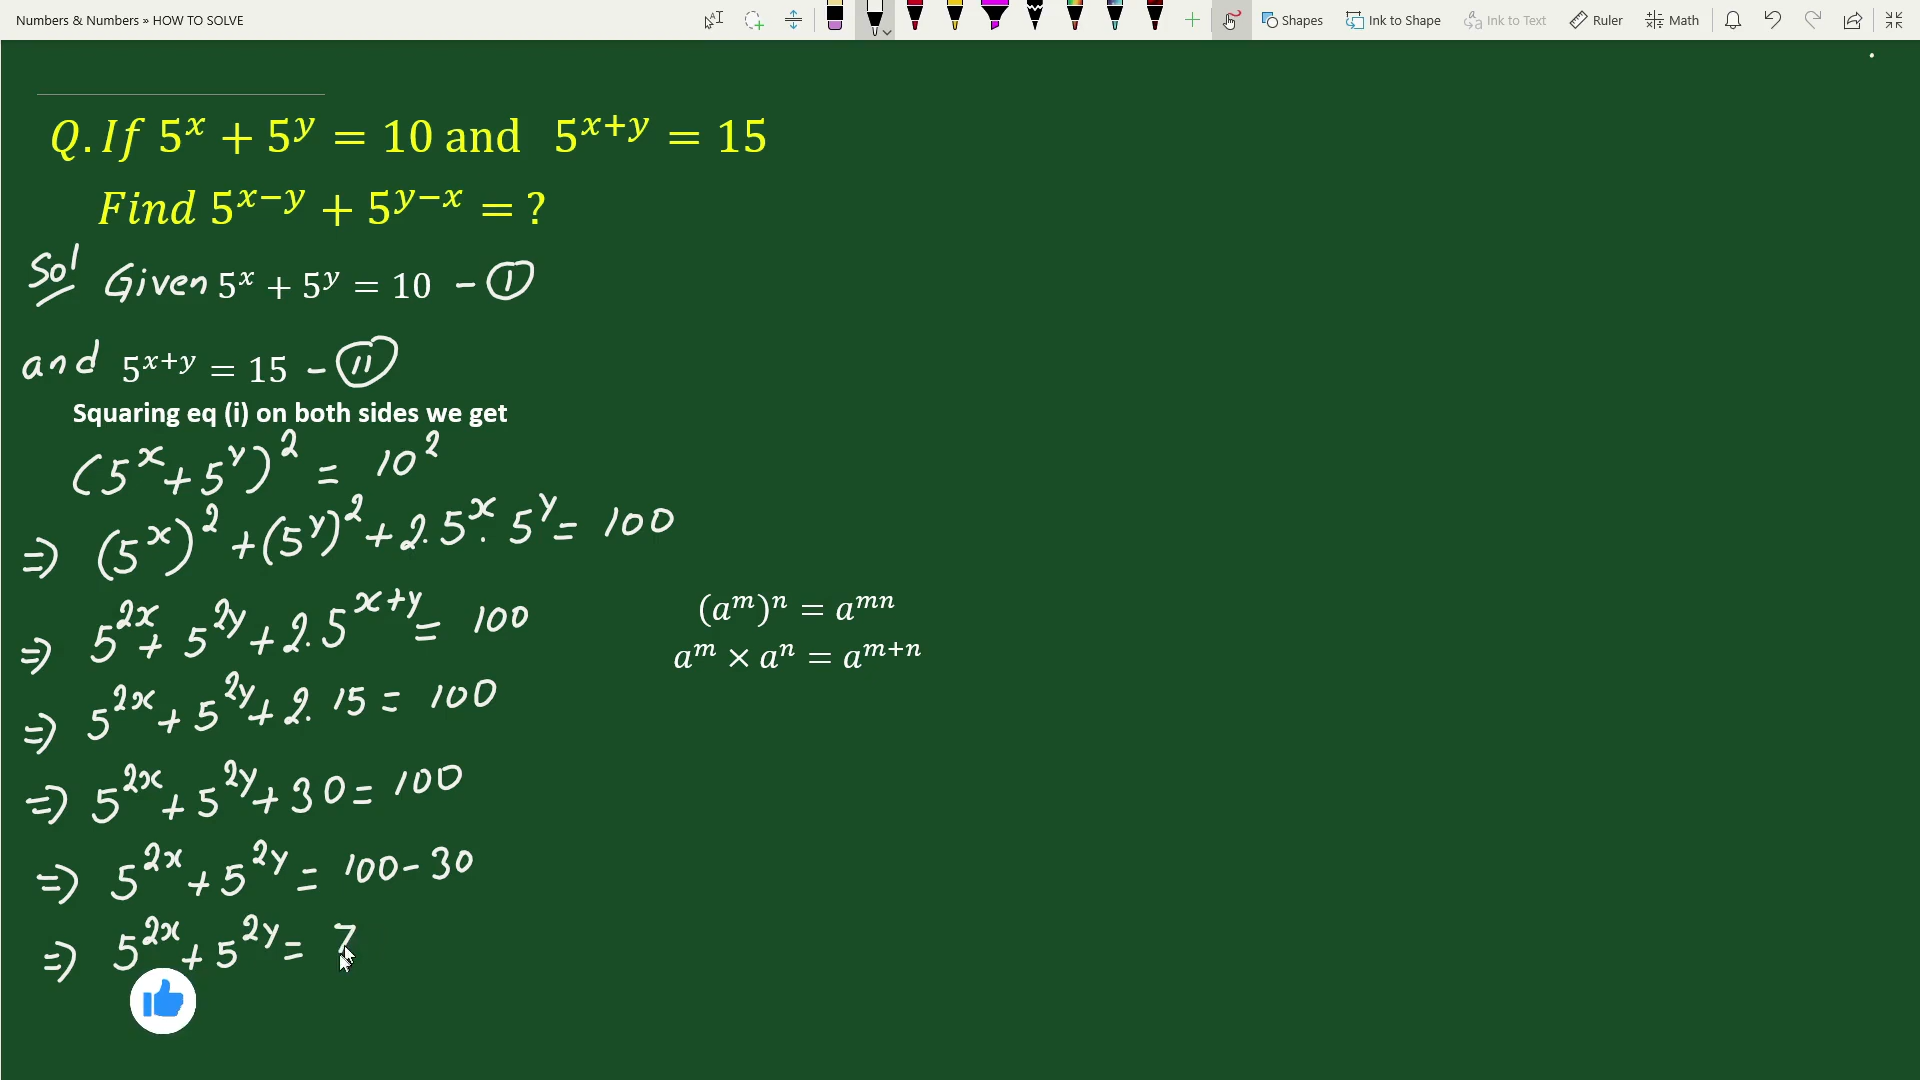 Numbers & Numbers » HOW TO SOLVE Shapes Ink to Shape Ink to Text Ruler Math
Q. If 5^x + 5^y = 10 and 5^{x+y} = 15
Find 5^{x−y} + 5^{y−x} = ?
Sol Given 5^x + 5^y = 10 - (I)
and 5^{x+y} = 15 - (II)
Squaring eq (i) on both sides we get
(5^x + 5^y)^2 = 10^2
⇒ (5^x)^2 + (5^y)^2 + 2. 5^x . 5^y = 100
⇒ 5^{2x} + 5^{2y} + 2. 5^{x+y} = 100
(a^m)^n = a^{mn}
a^m × a^n = a^{m+n}
⇒ 5^{2x} + 5^{2y} + 2. 15 = 100
⇒ 5^{2x} + 5^{2y} + 30 = 100
⇒ 5^{2x} + 5^{2y} = 100 - 30
⇒ 5^{2x} + 5^{2y} = 7